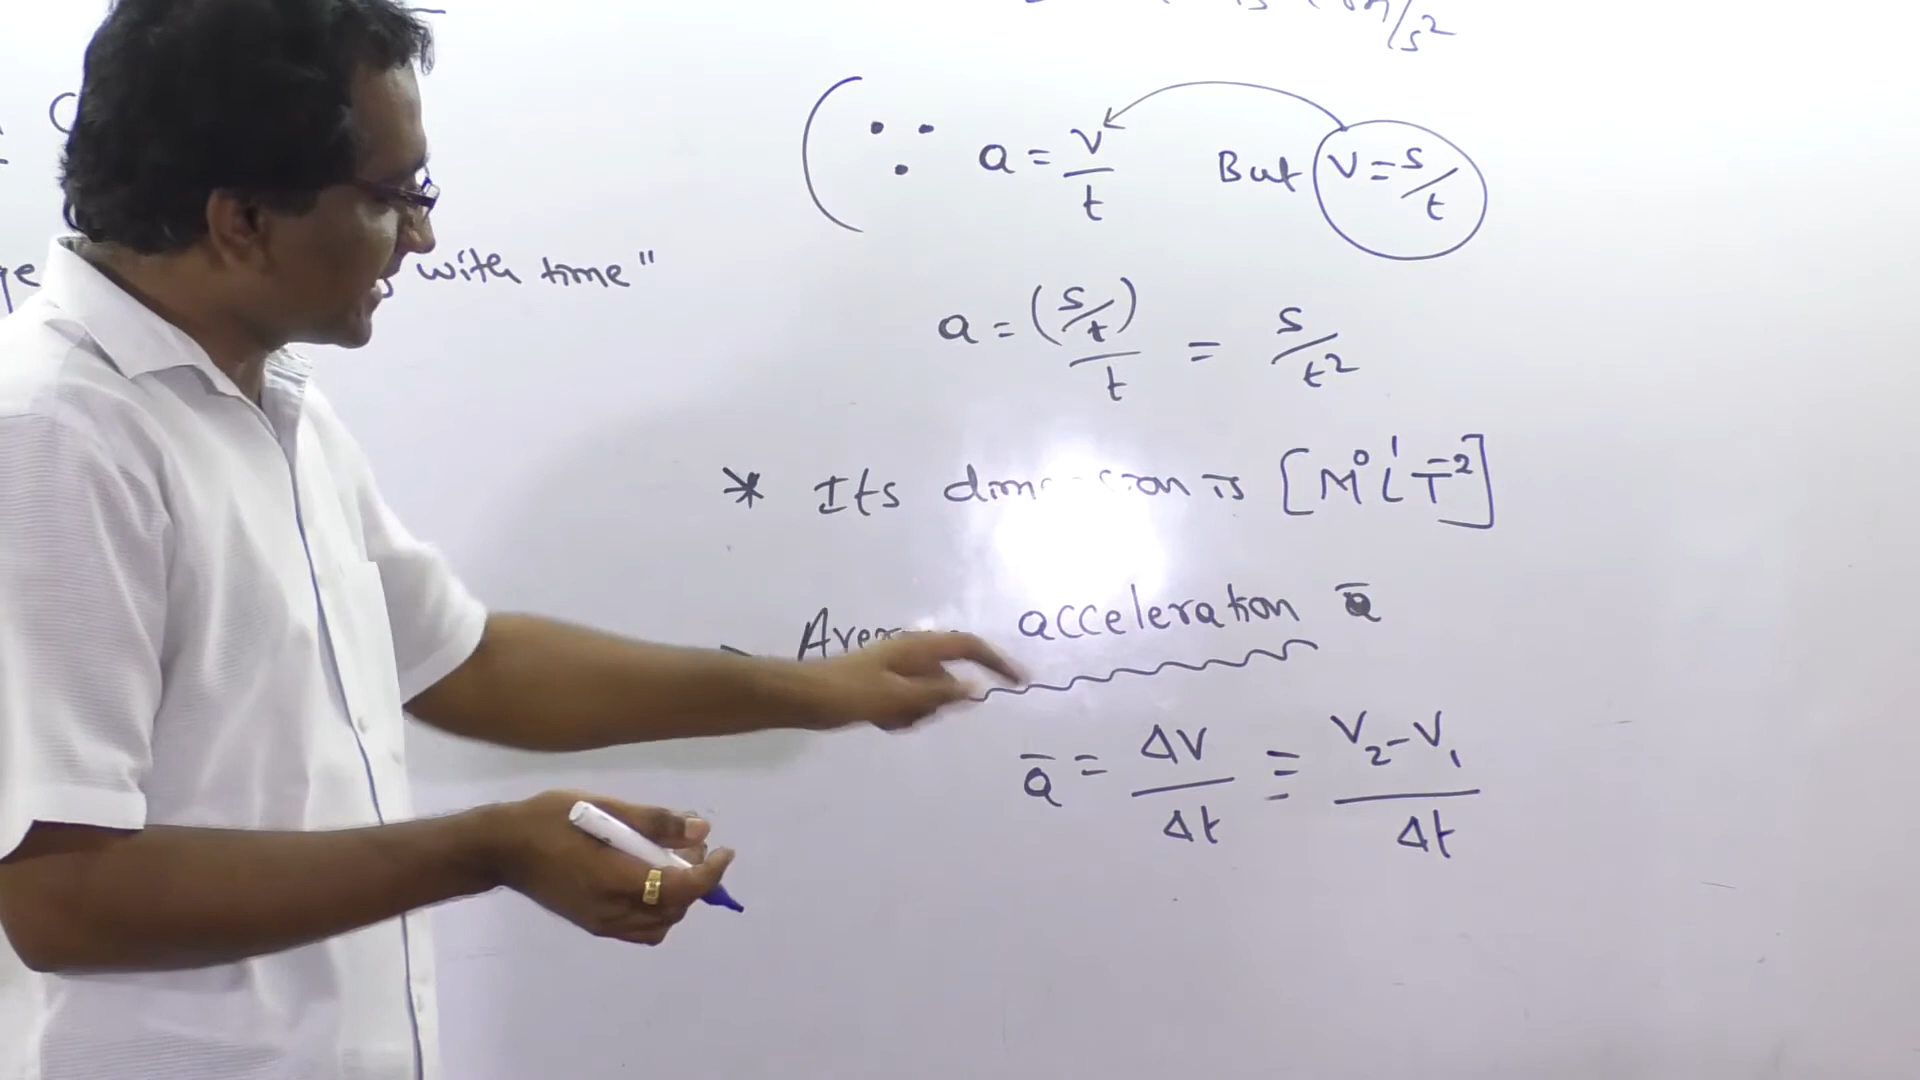 m/s²
∵ a = v/t But v = s/t
with time"
a = (s/t)/t = s/t²
* Its dimension is [M⁰L¹T⁻²]
Average acceleration ā
ā = ΔV/Δt = V₂-V₁/Δt